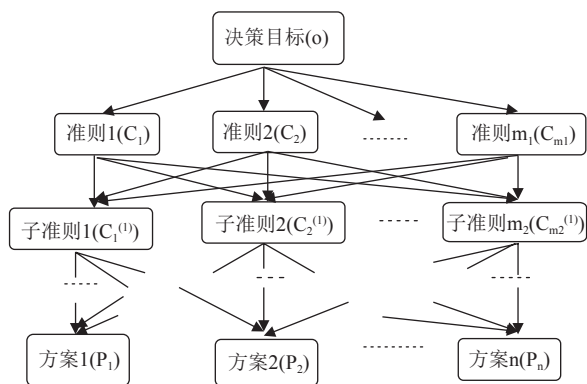 决策目标(o)
准则1(C₁) 准则2(C₂) ........ 准则m₁(Cₘ₁)
子准则1(C₁⁽¹⁾) 子准则2(C₂⁽¹⁾) ...... 子准则m₂(Cₘ₂⁽¹⁾)
...... ...... ......
方案1(P₁) 方案2(P₂) .......... 方案n(Pₙ)